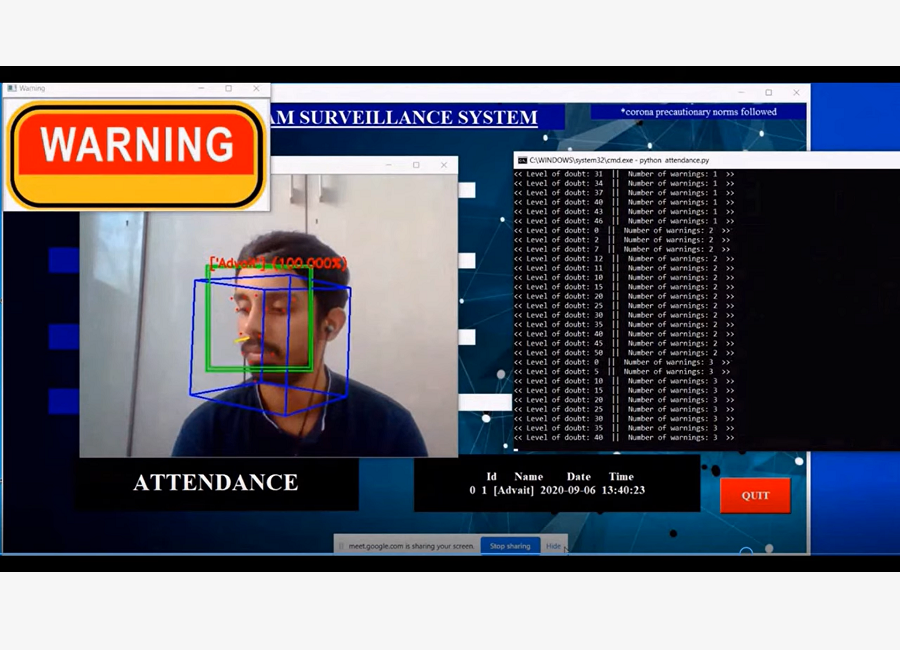 Warning
WARNING
AM SURVEILLANCE SYSTEM
*corona precautionary norms followed
C:\WINDOWS\system32\cmd.exe - python attendance.py
<< Level of doubt: 31 || Number of warnings: 1 >>
<< Level of doubt: 34 || Number of warnings: 1 >>
<< Level of doubt: 37 || Number of warnings: 1 >>
<< Level of doubt: 40 || Number of warnings: 1 >>
<< Level of doubt: 43 || Number of warnings: 1 >>
<< Level of doubt: 46 || Number of warnings: 1 >>
<< Level of doubt: 0 || Number of warnings: 2 >>
<< Level of doubt: 2 || Number of warnings: 2 >>
<< Level of doubt: 7 || Number of warnings: 2 >>
<< Level of doubt: 12 || Number of warnings: 2 >>
<< Level of doubt: 11 || Number of warnings: 2 >>
<< Level of doubt: 10 || Number of warnings: 2 >>
<< Level of doubt: 15 || Number of warnings: 2 >>
<< Level of doubt: 20 || Number of warnings: 2 >>
<< Level of doubt: 25 || Number of warnings: 2 >>
<< Level of doubt: 30 || Number of warnings: 2 >>
<< Level of doubt: 35 || Number of warnings: 2 >>
<< Level of doubt: 40 || Number of warnings: 2 >>
<< Level of doubt: 45 || Number of warnings: 2 >>
<< Level of doubt: 50 || Number of warnings: 2 >>
<< Level of doubt: 0 || Number of warnings: 3 >>
<< Level of doubt: 5 || Number of warnings: 3 >>
<< Level of doubt: 10 || Number of warnings: 3 >>
<< Level of doubt: 15 || Number of warnings: 3 >>
<< Level of doubt: 20 || Number of warnings: 3 >>
<< Level of doubt: 25 || Number of warnings: 3 >>
<< Level of doubt: 30 || Number of warnings: 3 >>
<< Level of doubt: 35 || Number of warnings: 3 >>
<< Level of doubt: 40 || Number of warnings: 3 >>
['Advait'] (100.000%)
ATTENDANCE
Id Name Date Time
0 1 [Advait] 2020-09-06 13:40:23
QUIT
meet.google.com is sharing your screen.
Stop sharing
Hide